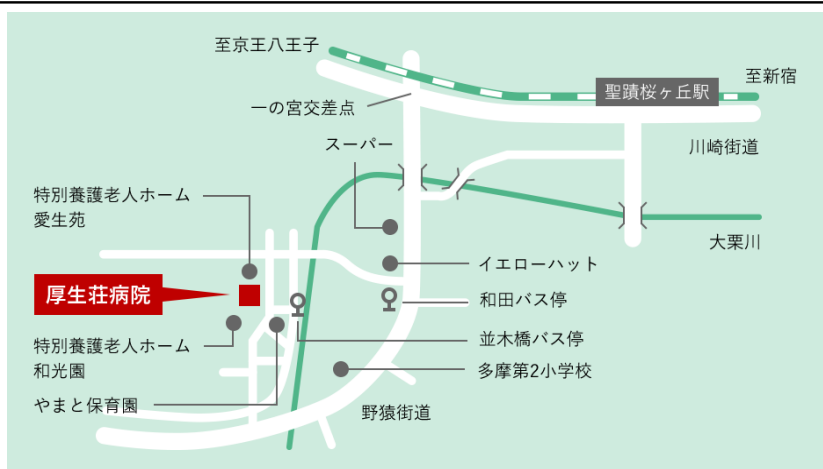 至京王八王子
至新宿
聖蹟桜ヶ丘駅
一の宮交差点
スーパー
川崎街道
特別養護老人ホーム
愛生苑
大栗川
イエローハット
厚生荘病院
和田バス停
並木橋バス停
特別養護老人ホーム
和光園
多摩第2小学校
やまと保育園
野猿街道